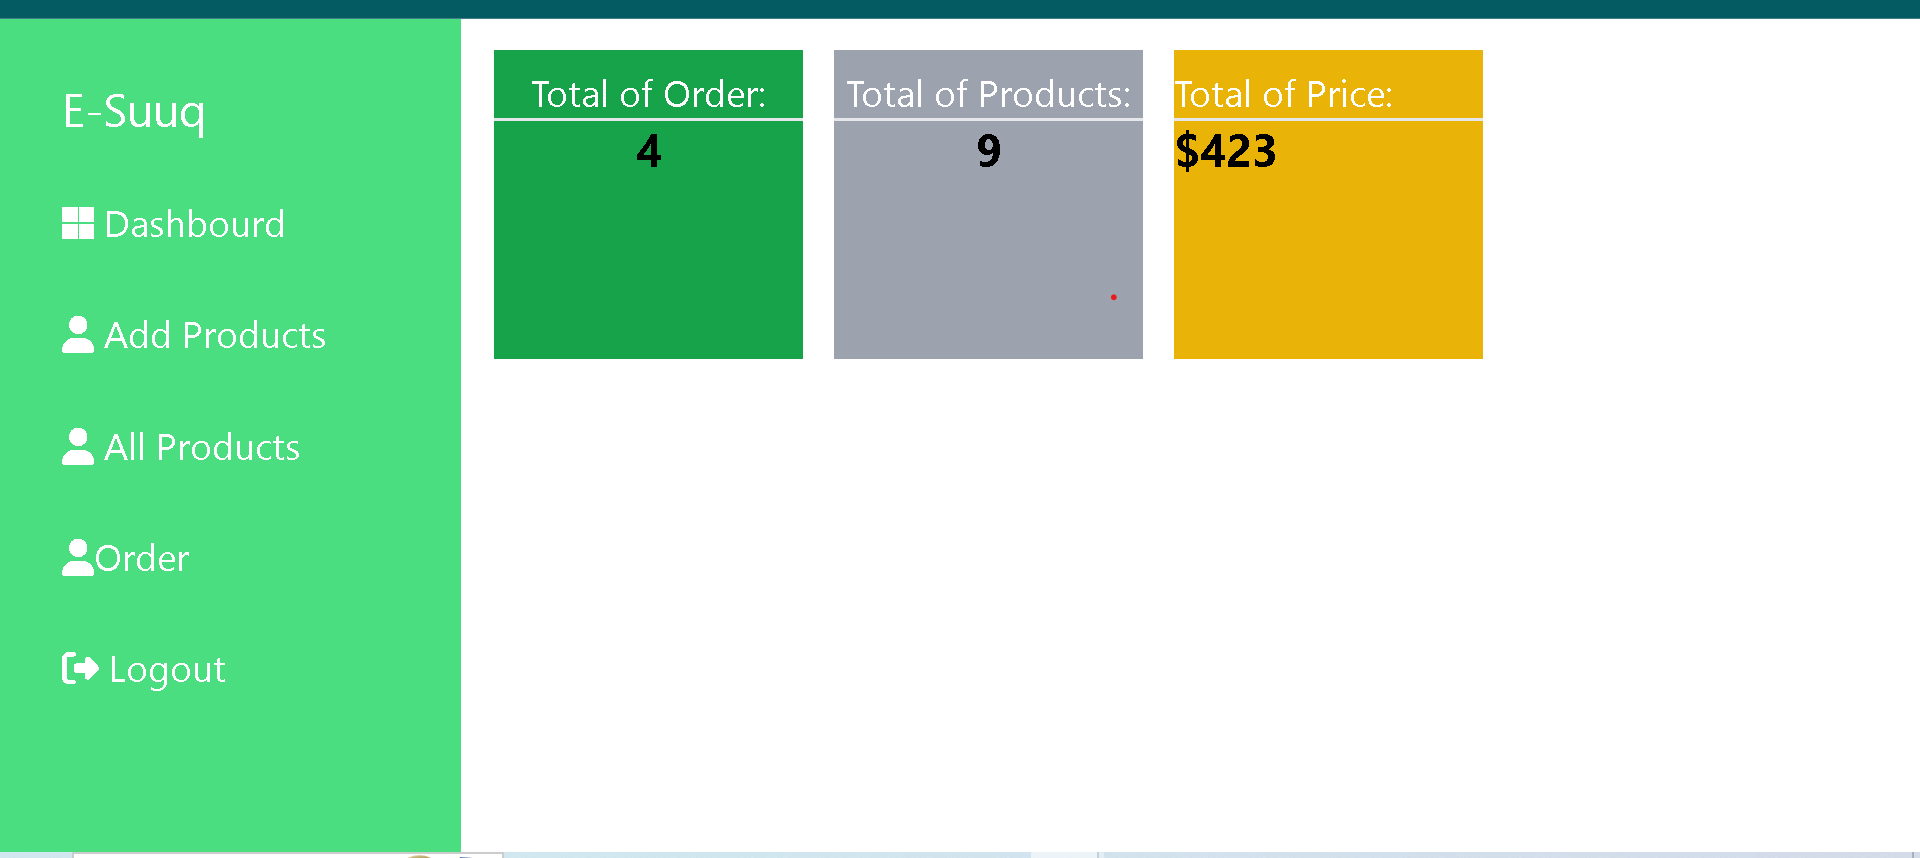 E-Suuq
Dashbourd
Add Products
All Products
Order
Logout
Total of Order:
4
Total of Products:
9
Total of Price:
$423